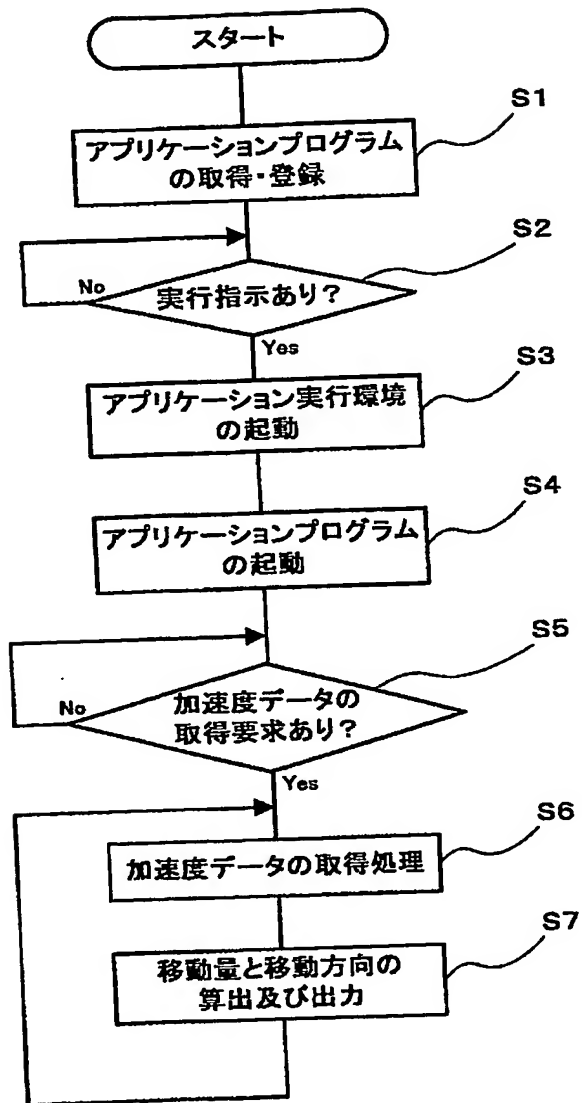 スタート
S1
アプリケーションプログラム
の取得・登録
S2
No
実行指示あり?
Yes
S3
アプリケーション実行環境
の起動
S4
アプリケーションプログラム
の起動
S5
No
加速度データの
取得要求あり?
Yes
S6
加速度データの取得処理
S7
移動量と移動方向の
算出及び出力